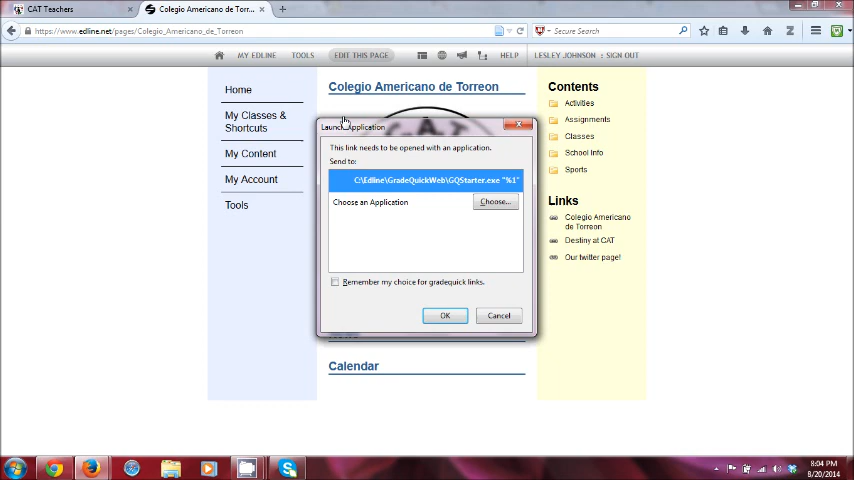 CAT Teachers
Colegio Americano de Torr...
https://www.edline.net/pages/Colegio_Americano_de_Torreon
Secure Search
MY EDLINE
TOOLS
EDIT THIS PAGE
HELP
LESLEY JOHNSON
SIGN OUT
Home
My Classes &
Shortcuts
My Content
My Account
Tools
Colegio Americano de Torreon
CAT
Launch Application
This link needs to be opened with an application.
Send to:
C:\Edline\GradeQuickWeb\GQStarter.exe "%1"
Choose an Application
Choose...
Remember my choice for gradequick links.
OK
Cancel
Calendar
Contents
Activities
Assignments
Classes
School Info
Sports
Links
Colegio Americano
de Torreon
Destiny at CAT
Our twitter page!
8:04 PM
8/20/2014